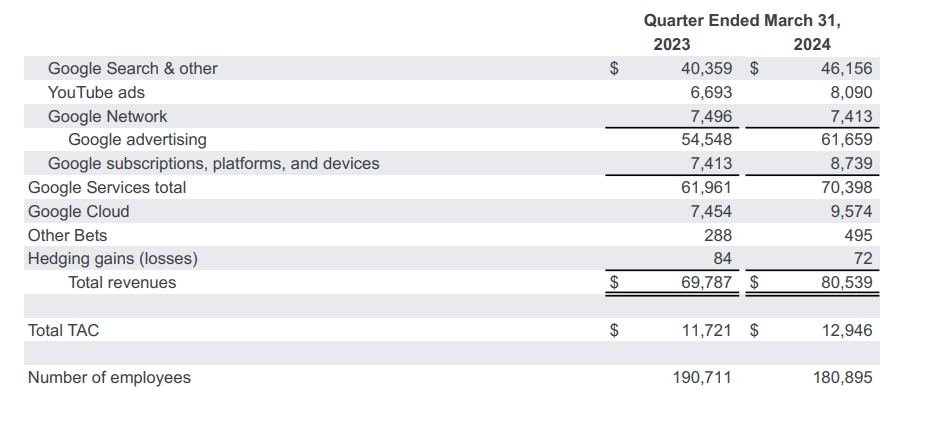 Quarter Ended March 31,
2023 2024
Google Search & other $ 40,359 $ 46,156
YouTube ads 6,693 8,090
Google Network 7,496 7,413
Google advertising 54,548 61,659
Google subscriptions, platforms, and devices 7,413 8,739
Google Services total 61,961 70,398
Google Cloud 7,454 9,574
Other Bets 288 495
Hedging gains (losses) 84 72
Total revenues $ 69,787 $ 80,539
Total TAC $ 11,721 $ 12,946
Number of employees 190,711 180,895